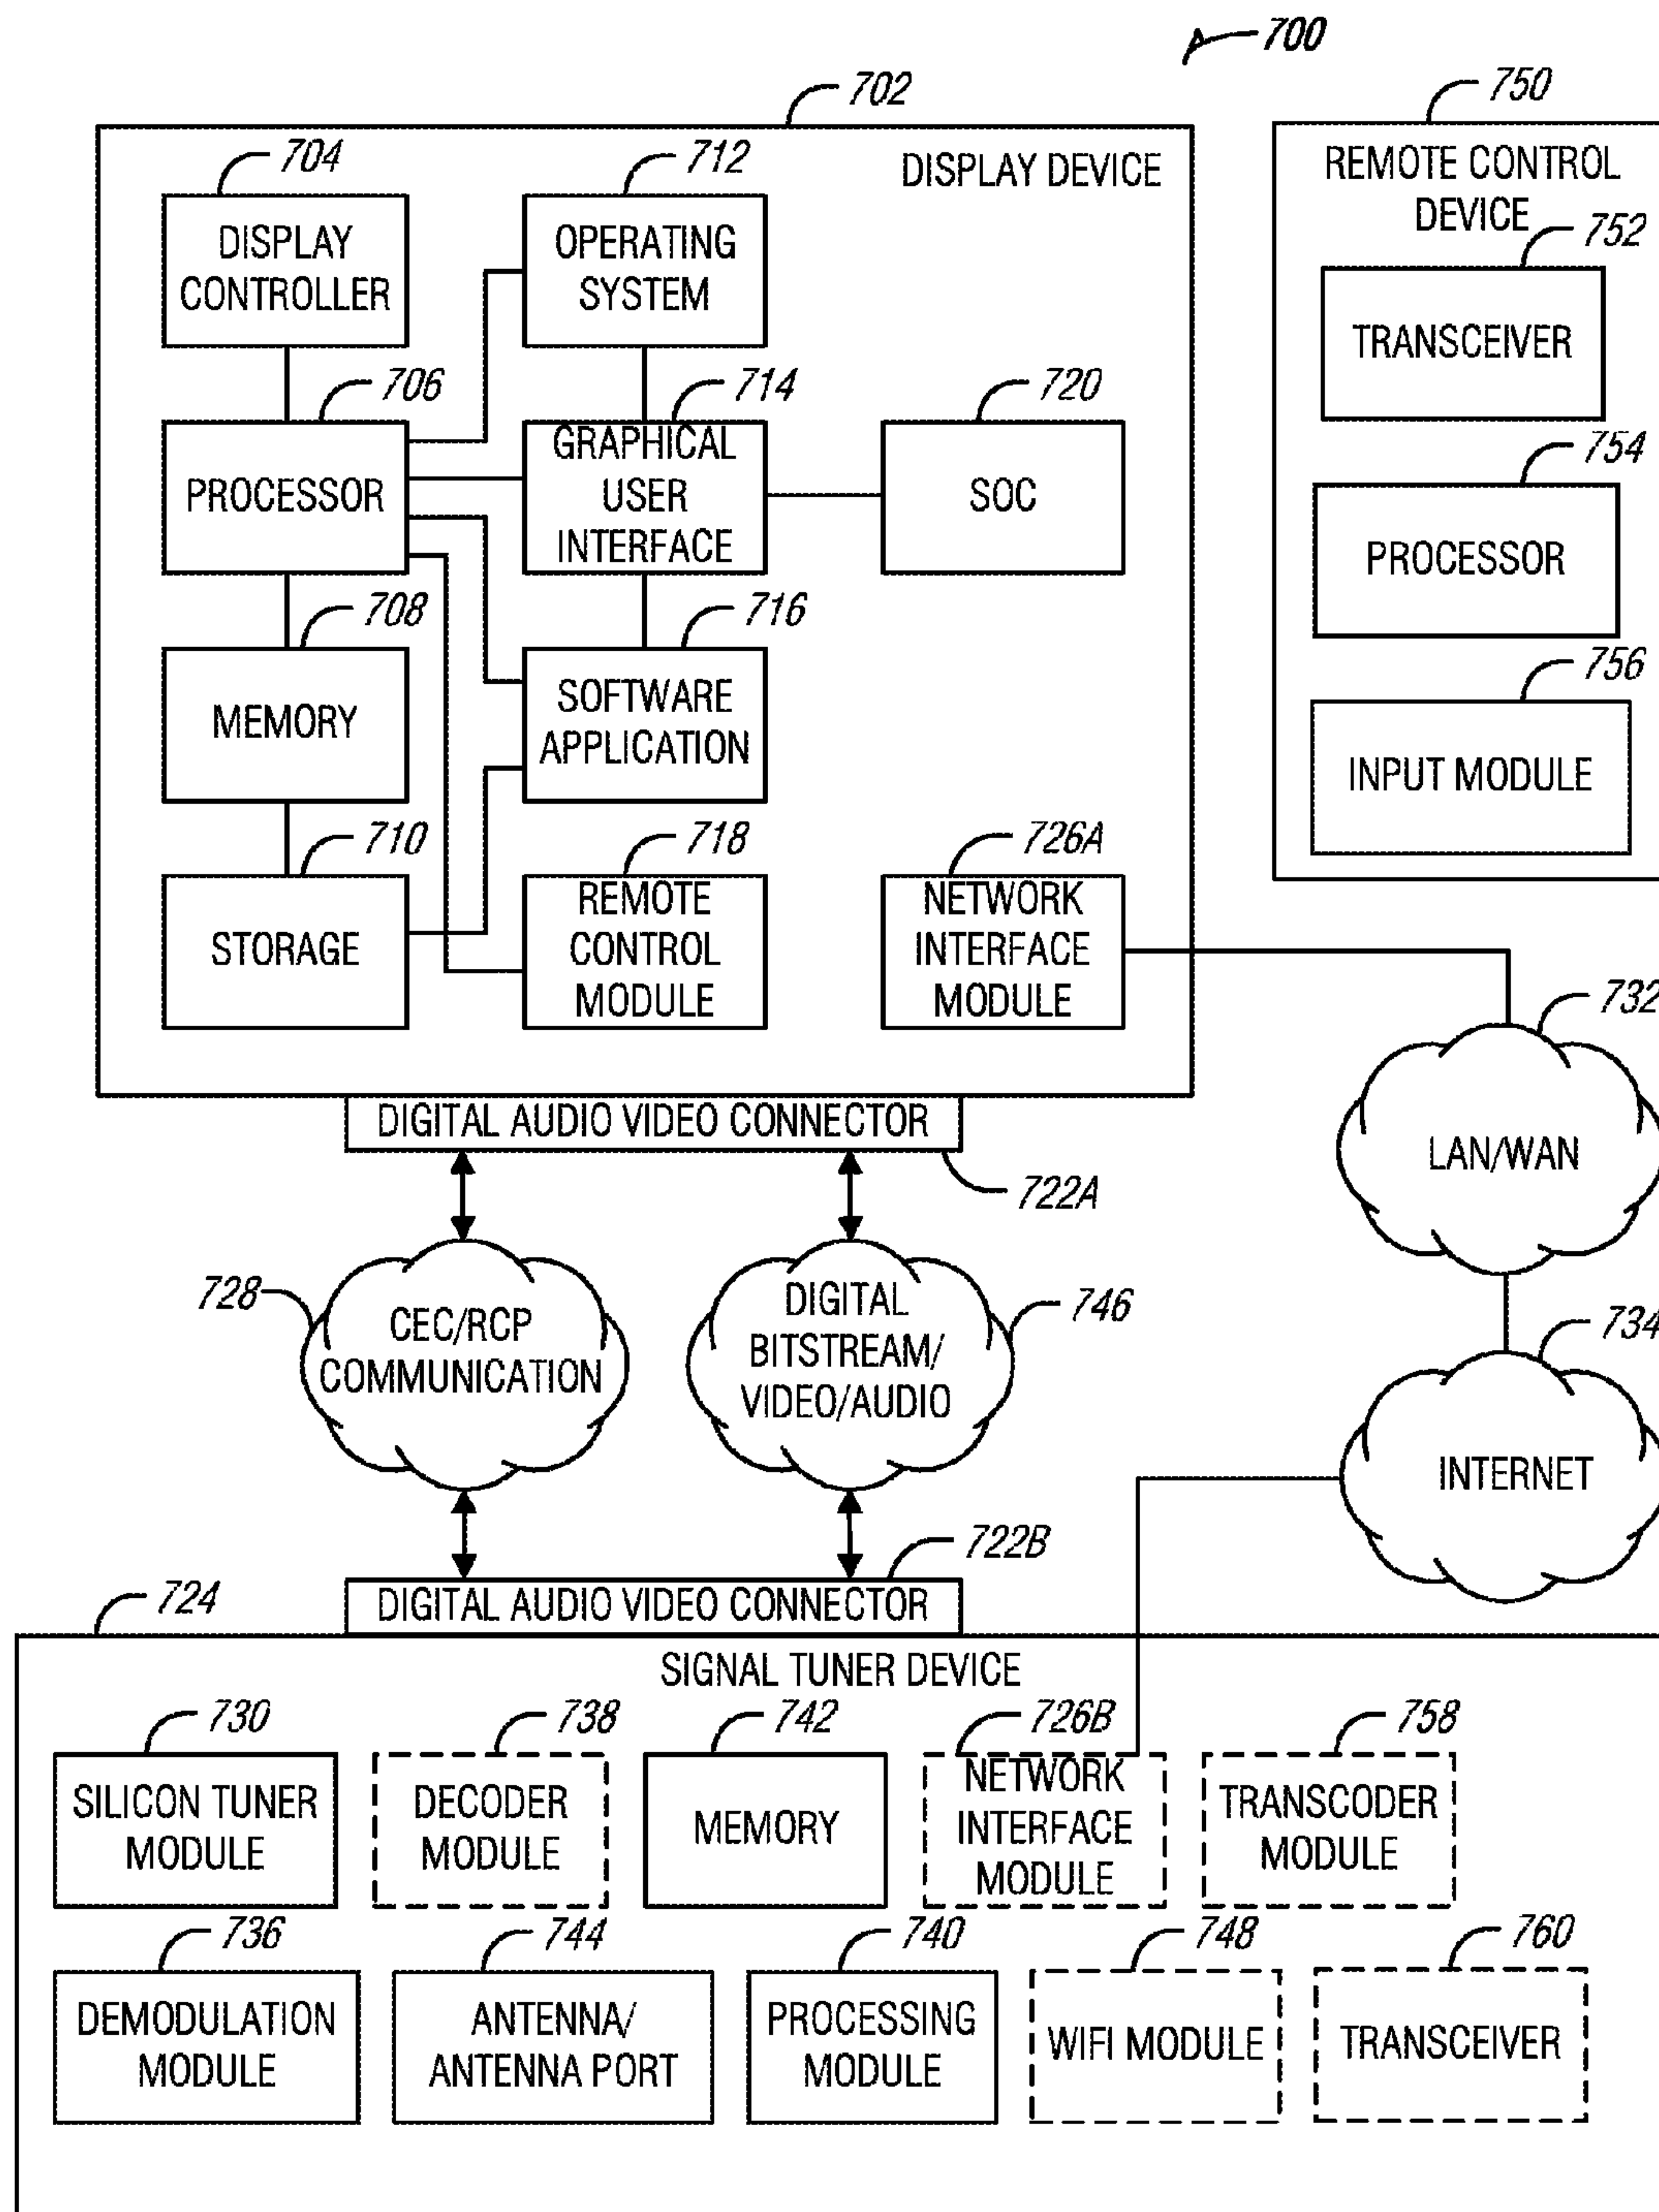 700
702
DISPLAY DEVICE
704
DISPLAY
CONTROLLER
712
OPERATING
SYSTEM
706
PROCESSOR
714
GRAPHICAL
USER
INTERFACE
720
SOC
708
MEMORY
716
SOFTWARE
APPLICATION
710
STORAGE
718
REMOTE
CONTROL
MODULE
726A
NETWORK
INTERFACE
MODULE
750
REMOTE CONTROL
DEVICE
752
TRANSCEIVER
754
PROCESSOR
756
INPUT MODULE
732
LAN/WAN
734
INTERNET
DIGITAL AUDIO VIDEO CONNECTOR
722A
728
CEC/RCP
COMMUNICATION
DIGITAL
BITSTREAM/
VIDEO/AUDIO
746
722B
DIGITAL AUDIO VIDEO CONNECTOR
724
SIGNAL TUNER DEVICE
730
SILICON TUNER
MODULE
738
DECODER
MODULE
742
MEMORY
726B
NETWORK
INTERFACE
MODULE
758
TRANSCODER
MODULE
736
DEMODULATION
MODULE
744
ANTENNA/
ANTENNA PORT
740
PROCESSING
MODULE
748
WIFI MODULE
760
TRANSCEIVER